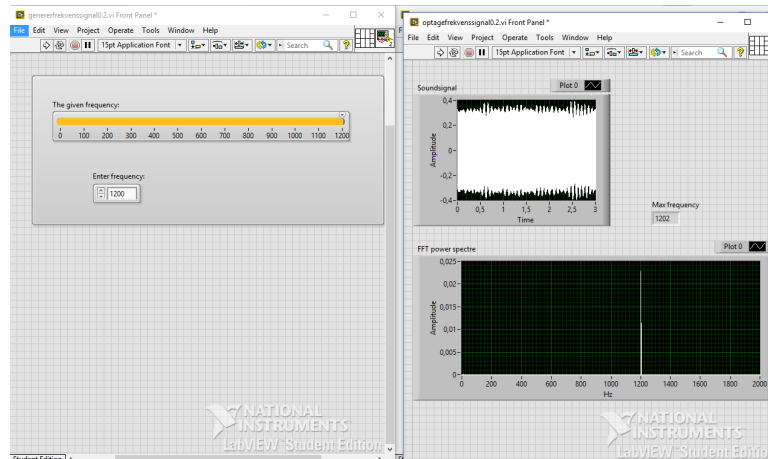 genererfrekvenssignal0.2.vi Front Panel *
File Edit View Project Operate Tools Window Help
15pt Application Font
Search
2
The given frequency:
0 100 200 300 400 500 600 700 800 900 1000 1100 1200
Enter frequency:
1200
NATIONAL
INSTRUMENTS
LabVIEW™ Student Edition
Student Edition
optagefrekvenssignal0.2.vi Front Panel *
File Edit View Project Operate Tools Window Help
15pt Application Font
Search
Soundsignal
Plot 0
0,4
0,2
0
-0,2
-0,4
Amplitude
0 0,5 1 1,5 2 2,5 3
Time
Max frequency
1202
FFT power spectre
Plot 0
0,025
0,02
0,015
0,01
0,005
0
Amplitude
0 200 400 600 800 1000 1200 1400 1600 1800 2000
Hz
NATIONAL
INSTRUMENTS
LabVIEW™ Student Edition